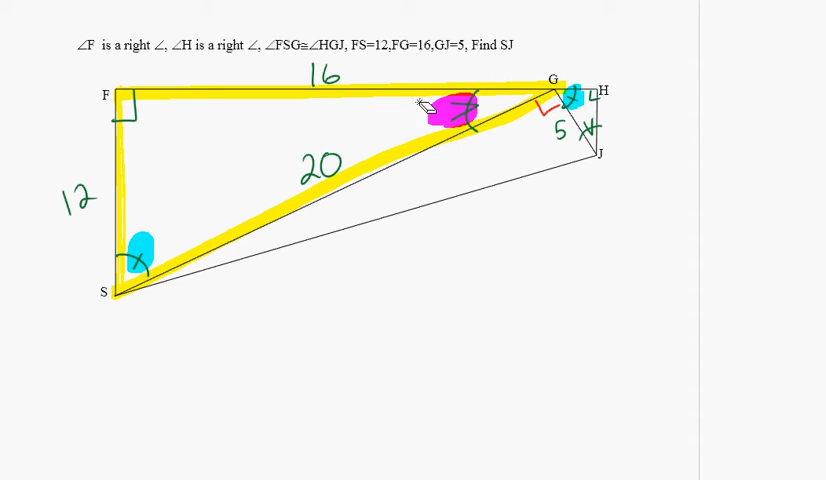 ∠F is a right ∠, ∠H is a right ∠, ∠FSG≅∠HGJ, FS=12,FG=16,GJ=5, Find SJ
16
G
F
H
5
20
J
12
x
S